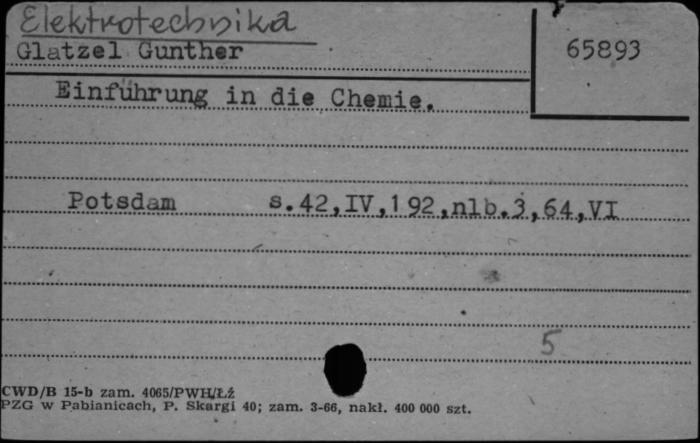 Elektrotechnika
Glatzel Gunther
65893
Einführung in die Chemie.
Potsdam s.42,IV,192,nlb.3,64,VI
5
CWD/B 15-b zam. 4065/PWH/Łź
PZG w Pabianicach, P. Skargi 40; zam. 3-66, nakł. 400 000 szt.